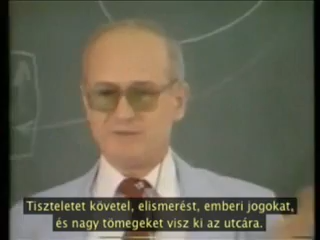 Tiszteletet követel, elismerést, emberi jogokat,
és nagy tömegeket visz ki az utcára.